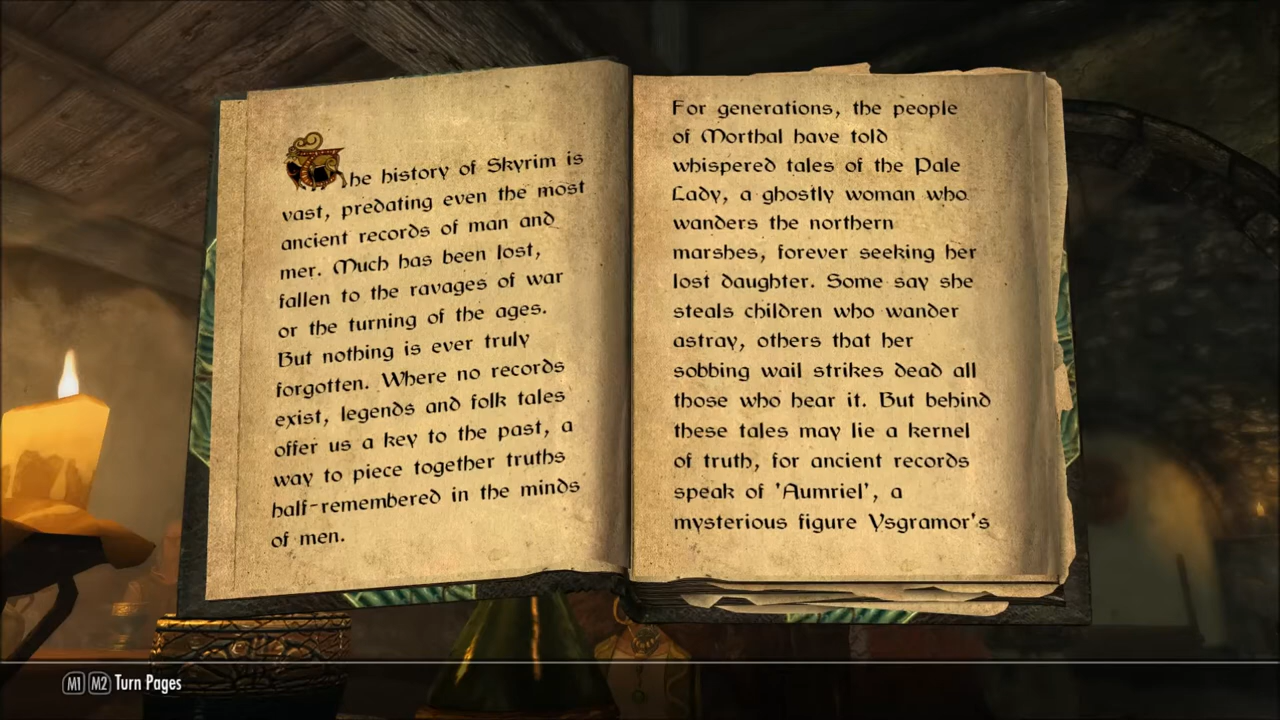 The history of Skyrim is
vast, predating even the most
ancient records of man and
mer. Much has been lost,
fallen to the ravages of war
or the turning of the ages.
But nothing is ever truly
forgotten. Where no records
exist, legends and folk tales
offer us a key to the past, a
way to piece together truths
half-remembered in the minds
of men.
For generations, the people
of Morthal have told
whispered tales of the Pale
Lady, a ghostly woman who
wanders the northern
marshes, forever seeking her
lost daughter. Some say she
steals children who wander
astray, others that her
sobbing wail strikes dead all
those who hear it. But behind
these tales may lie a kernel
of truth, for ancient records
speak of 'Aumriel', a
mysterious figure Ysgramor's
M1 M2 Turn Pages